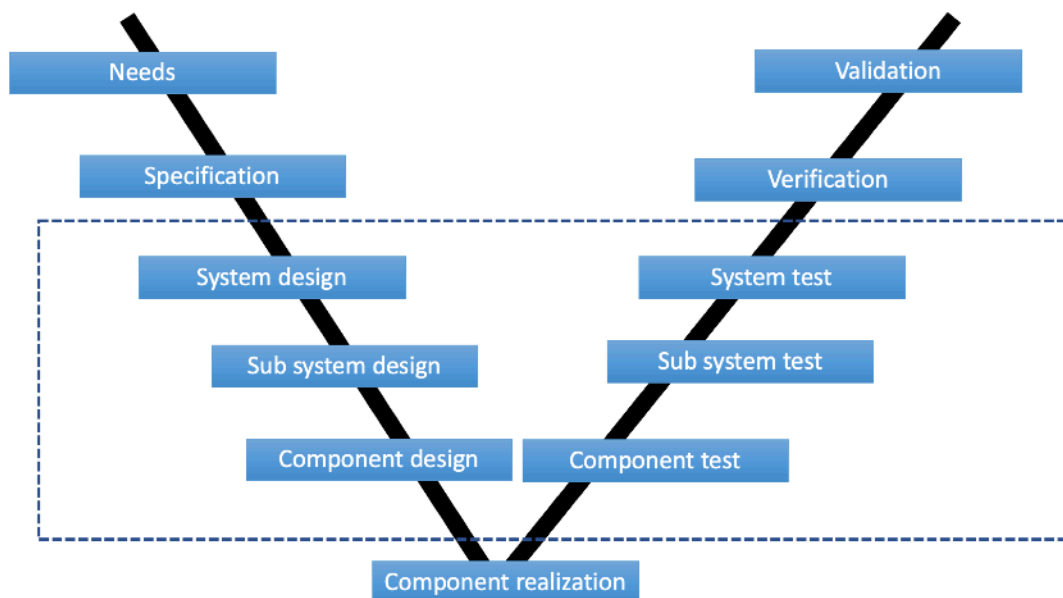 Needs
Validation
Specification
Verification
System design
System test
Sub system design
Sub system test
Component design
Component test
Component realization